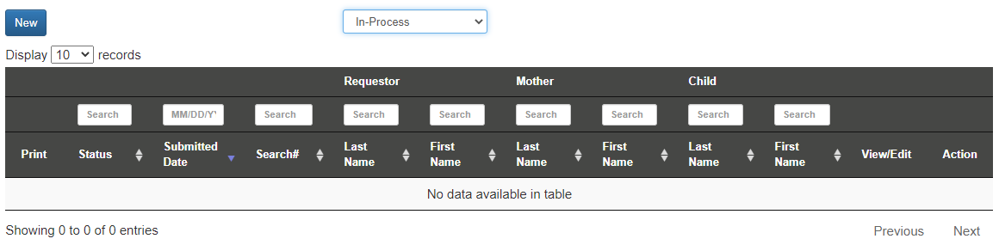 New
In-Process
Display 10 records
Requestor Mother Child
Search MM/DD/Y Search Search Search Search Search Search Search
Print Status Submitted Date Search# Last Name First Name Last Name First Name Last Name First Name View/Edit Action
No data available in table
Showing 0 to 0 of 0 entries
Previous Next